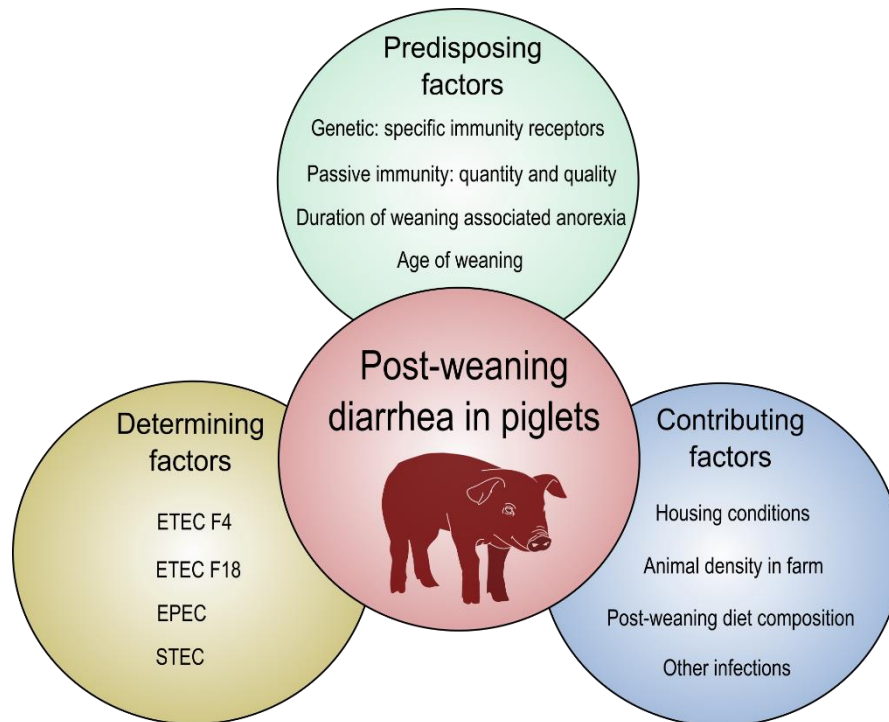 Predisposing
factors
Genetic: specific immunity receptors
Passive immunity: quantity and quality
Duration of weaning associated anorexia
Age of weaning
Post-weaning
diarrhea in piglets
Determining
factors
ETEC F4
ETEC F18
EPEC
STEC
Contributing
factors
Housing conditions
Animal density in farm
Post-weaning diet composition
Other infections